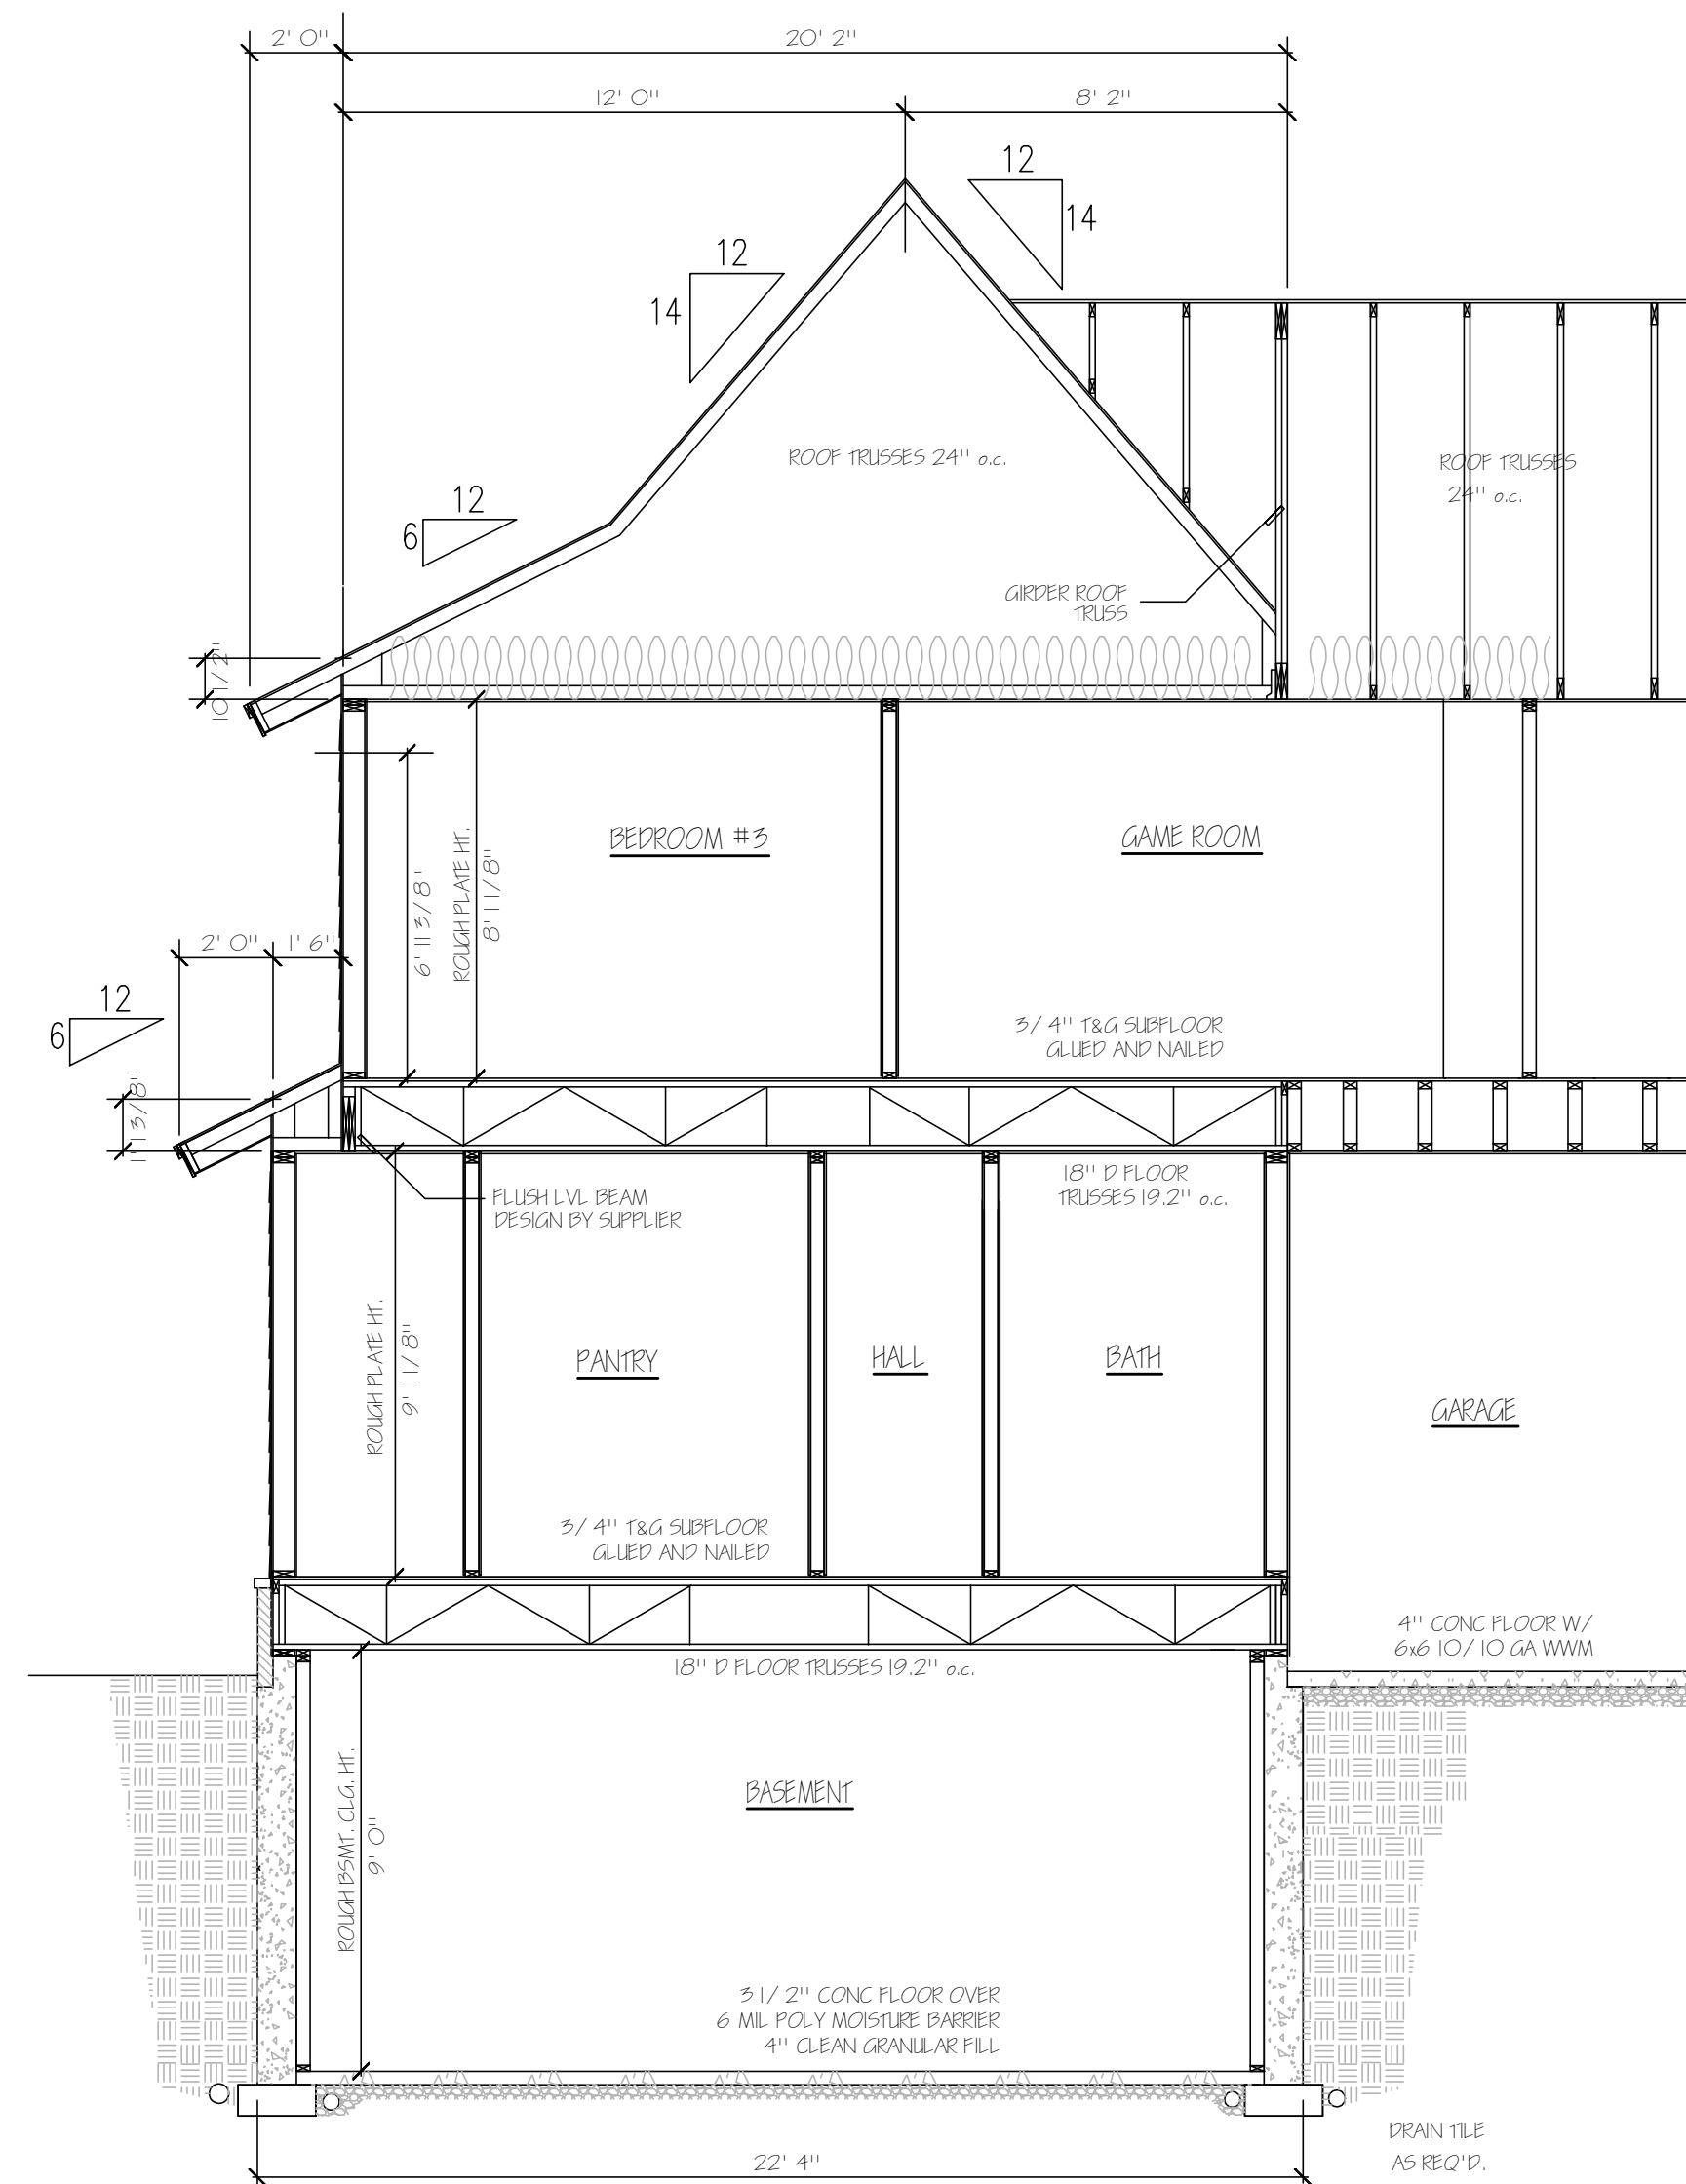 2' 0"
20' 2"
12' 0"
8' 2"
12
14
12
14
ROOF TRUSSES 24" o.c.
ROOF TRUSSES
24" o.c.
12
6
GIRDER ROOF
TRUSS
10 1/2"
BEDROOM #3
GAME ROOM
ROUGH PLATE HT.
8' 1 1/8"
6' 11 3/8"
2' 0"
1' 6"
12
6
3/4" T&G SUBFLOOR
GLUED AND NAILED
1' 1 3/8"
18" D FLOOR
TRUSSES 19.2" o.c.
FLUSH LVL BEAM
DESIGN BY SUPPLIER
ROUGH PLATE HT.
9' 1 1/8"
PANTRY
HALL
BATH
GARAGE
3/4" T&G SUBFLOOR
GLUED AND NAILED
4" CONC FLOOR W/
6x6 10/10 GA WWM
18" D FLOOR TRUSSES 19.2" o.c.
BASEMENT
ROUGH BSMT. CLG. HT.
9' 0"
3 1/2" CONC FLOOR OVER
6 MIL POLY MOISTURE BARRIER
4" CLEAN GRANULAR FILL
DRAIN TILE
AS REQ'D.
22' 4"